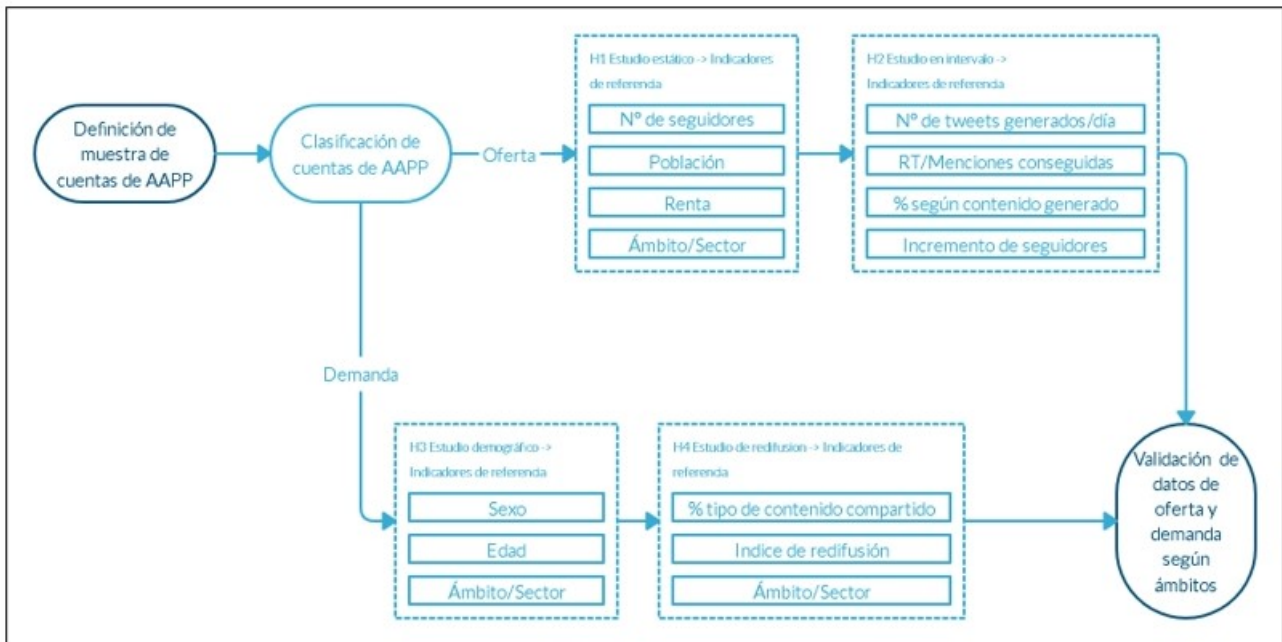 Definición de
muestra de
cuentas de AAPP
Clasificación de
cuentas de AAPP
Oferta
H1 Estudio estático -> Indicadores
de referencia
Nº de seguidores
Población
Renta
Ámbito/Sector
H2 Estudio en intervalo ->
Indicadores de referencia
Nº de tweets generados/día
RT/Menciones conseguidas
% según contenido generado
Incremento de seguidores
Demanda
H3 Estudio demográfico ->
Indicadores de referencia
Sexo
Edad
Ámbito/Sector
H4 Estudio de redifusion -> Indicadores de
referencia
% tipo de contenido compartido
Indice de redifusión
Ámbito/Sector
Validación de
datos de
oferta y
demanda
según
ámbitos